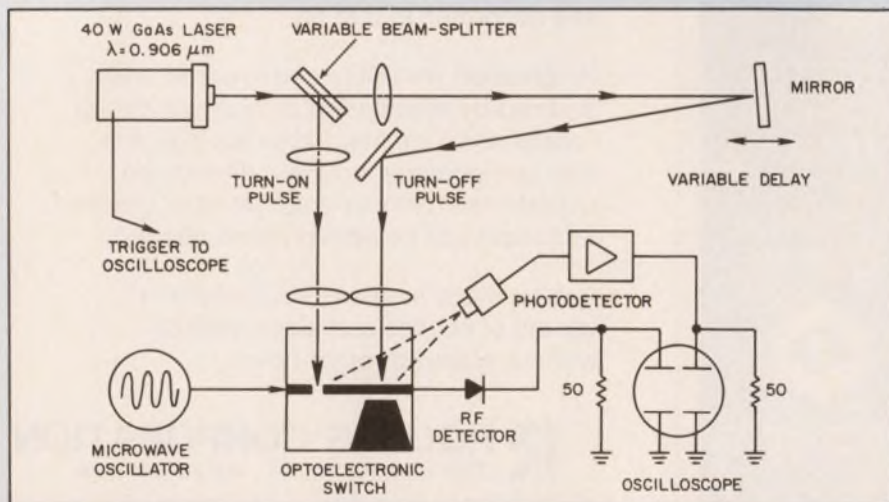 40 W GaAs LASER
λ=0.906 μm
VARIABLE BEAM-SPLITTER
MIRROR
VARIABLE DELAY
TURN-ON
PULSE
TURN-OFF
PULSE
TRIGGER TO
OSCILLOSCOPE
PHOTODETECTOR
50
50
RF
DETECTOR
MICROWAVE
OSCILLATOR
OPTOELECTRONIC
SWITCH
OSCILLOSCOPE